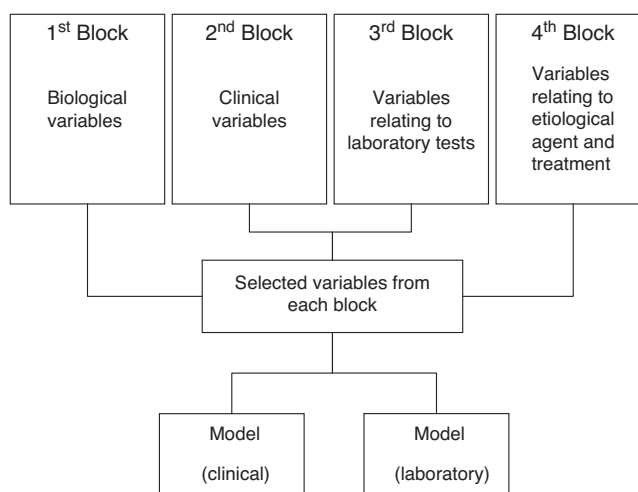 1st Block
Biological
variables
2nd Block
Clinical
variables
3rd Block
Variables
relating to
laboratory tests
4th Block
Variables
relating to
etiological
agent and
treatment
Selected variables from
each block
Model
(clinical)
Model
(laboratory)